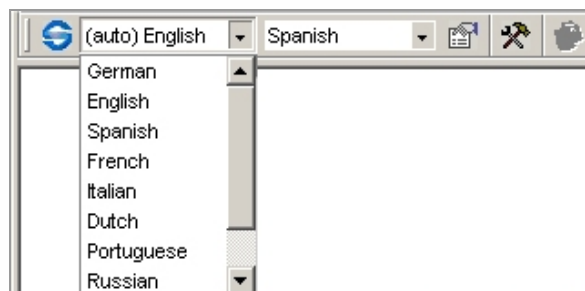 (auto) English Spanish
German
English
Spanish
French
Italian
Dutch
Portuguese
Russian